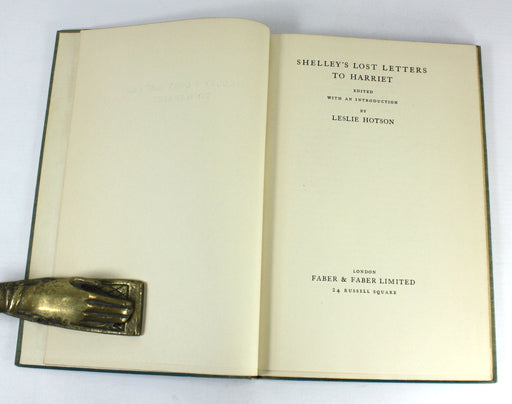 SHELLEY'S LOST LETTERS
TO HARRIET
EDITED
WITH AN INTRODUCTION
BY
LESLIE HOTSON
LONDON
FABER & FABER LIMITED
24 RUSSELL SQUARE